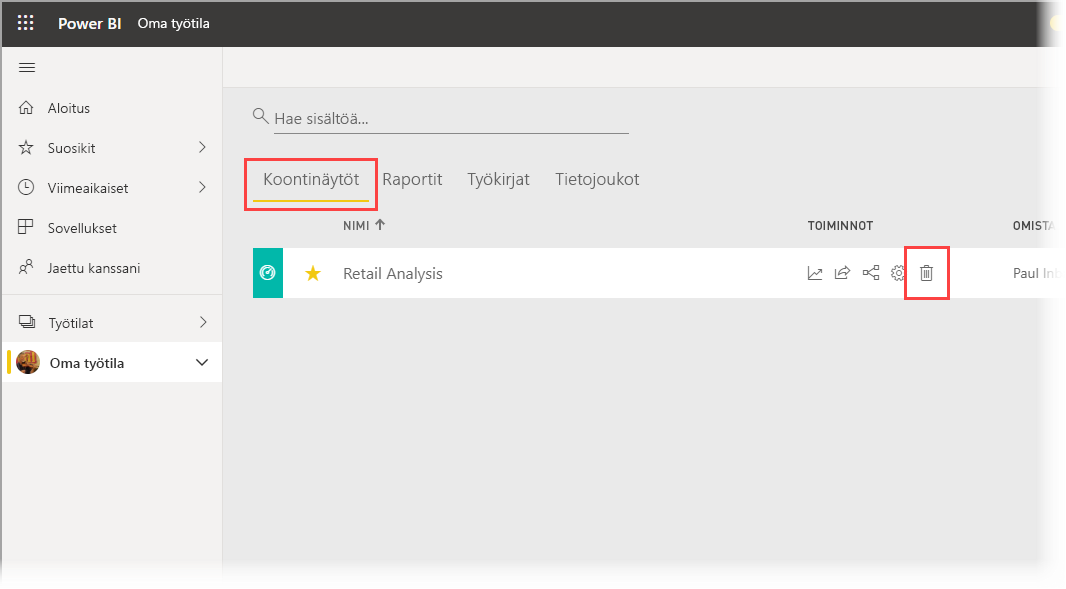 Power BI Oma työtila
Aloitus
Suosikit
Viimeaikaiset
Sovellukset
Jaettu kanssani
Työtilat
Oma työtila
Hae sisältöä...
Koontinäytöt Raportit Työkirjat Tietojoukot
NIMI TOIMINNOT OMISTA
Retail Analysis Paul